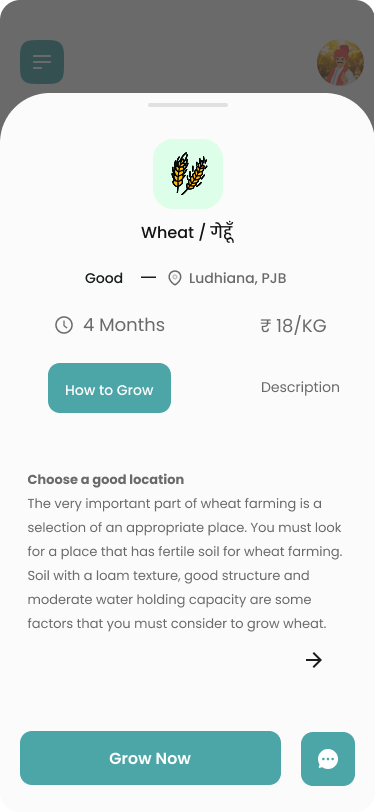 Wheat / गेहूँ
Good — Ludhiana, PJB
4 Months ₹ 18/KG
How to Grow Description
Choose a good location
The very important part of wheat farming is a
selection of an appropriate place. You must look
for a place that has fertile soil for wheat farming.
Soil with a loam texture, good structure and
moderate water holding capacity are some
factors that you must consider to grow wheat.
Grow Now